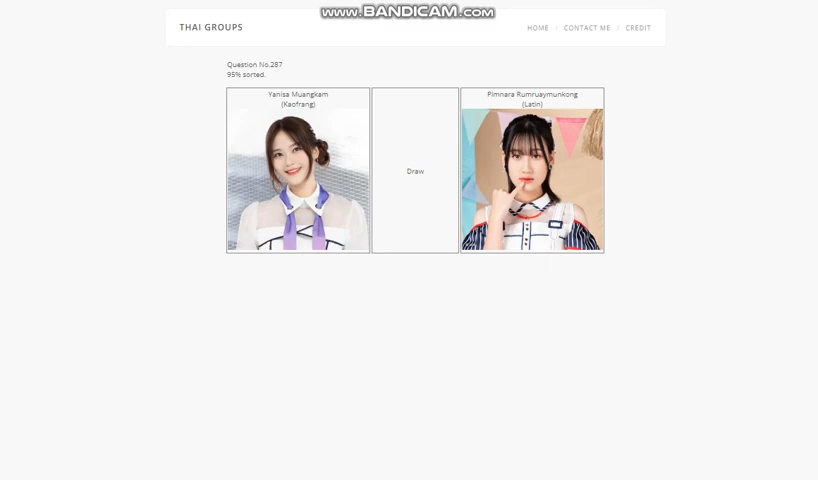 www.BANDICAM.com
THAI GROUPS
HOME / CONTACT ME / CREDIT
Question No.287
95% sorted.
Yanisa Muangkam
(Kaofrang)
Draw
Pimnara Rumruaymunkong
(Latin)